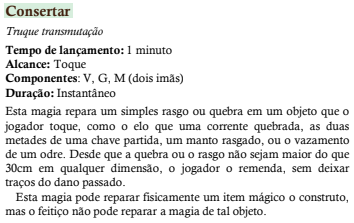 Consertar
Truque transmutação
Tempo de lançamento: 1 minuto
Alcance: Toque
Componentes: V, G, M (dois imãs)
Duração: Instantâneo
Esta magia repara um simples rasgo ou quebra em um objeto que o
jogador toque, como o elo que uma corrente quebrada, as duas
metades de uma chave partida, um manto rasgado, ou o vazamento
de um odre. Desde que a quebra ou o rasgo não sejam maior do que
30cm em qualquer dimensão, o jogador o remenda, sem deixar
traços do dano passado.
Esta magia pode reparar fisicamente um item mágico o construto,
mas o feitiço não pode reparar a magia de tal objeto.